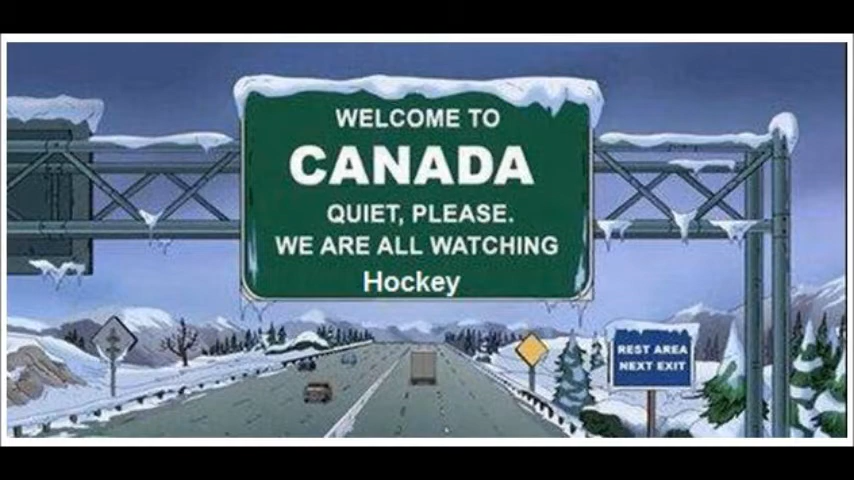 WELCOME TO
CANADA
QUIET, PLEASE.
WE ARE ALL WATCHING
Hockey
REST AREA
NEXT EXIT